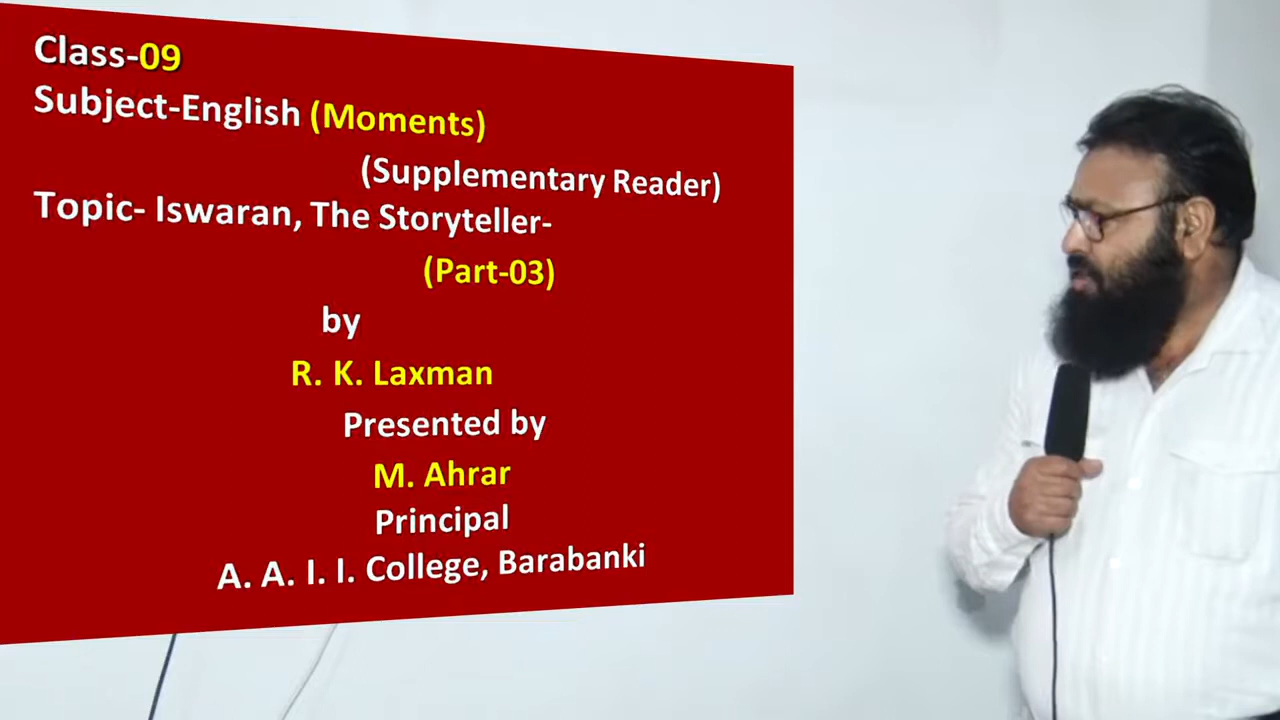 Class-09
Subject-English (Moments)
(Supplementary Reader)
Topic- Iswaran, The Storyteller-
(Part-03)
by
R. K. Laxman
Presented by
M. Ahrar
Principal
A. A. I. I. College, Barabanki